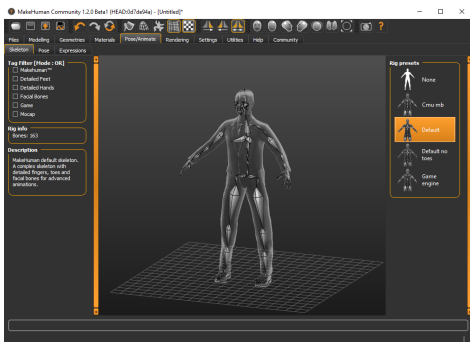 MakeHuman Community 1.2.0 Beta1 (HEAD:0d7de94a) - [Untitled]*
Files Modelling Geometries Materials Pose/Animate Rendering Settings Utilities Help Community
Skeleton Pose Expressions
Tag Filter [Mode : OR]
Makehuman™
Detailed Feet
Detailed Hands
Facial Bones
Game
Mocap
Rig info
Bones: 163
Description
MakeHuman default skeleton.
A complex skeleton with
detailed fingers, toes and
facial bones for advanced
animations.
Rig presets
None
Cmu mb
Default
Default no
toes
Game
engine